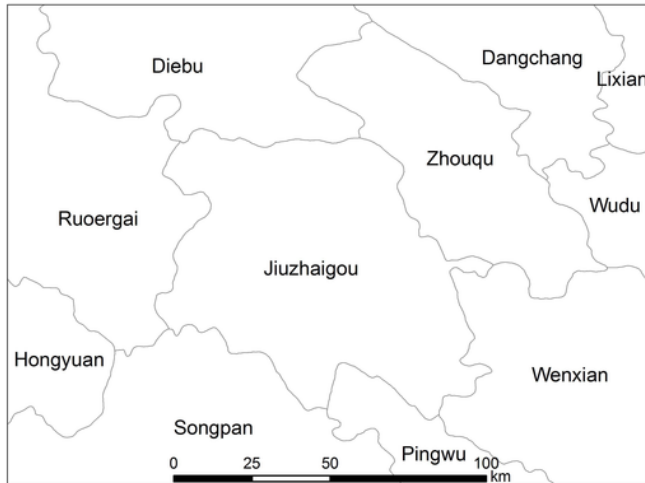 Diebu
Dangchang
Lixian
Zhouqu
Wudu
Ruoergai
Jiuzhaigou
Hongyuan
Wenxian
Songpan
Pingwu
0 25 50 100
km